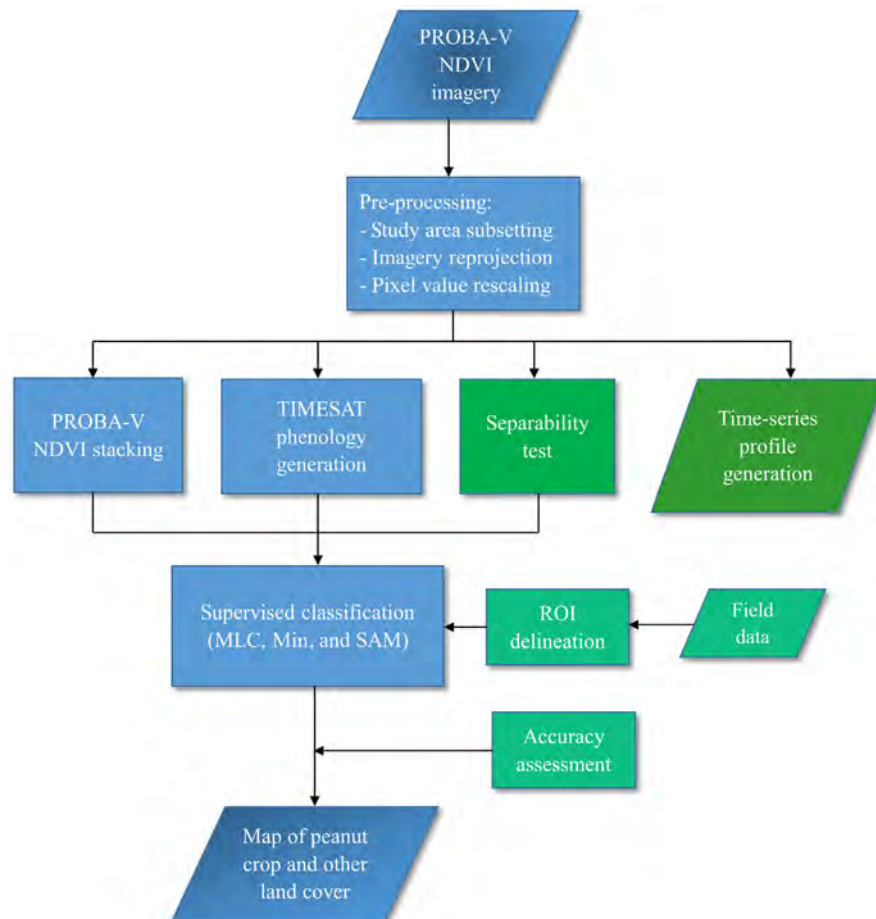 PROBA-V
NDVI
imagery
Pre-processing:
- Study area subsetting
- Imagery reprojection
- Pixel value rescaling
PROBA-V
NDVI stacking
TIMESAT
phenology
generation
Separability
test
Time-series
profile
generation
Supervised classification
(MLC, Min, and SAM)
ROI
delineation
Field
data
Accuracy
assessment
Map of peanut
crop and other
land cover